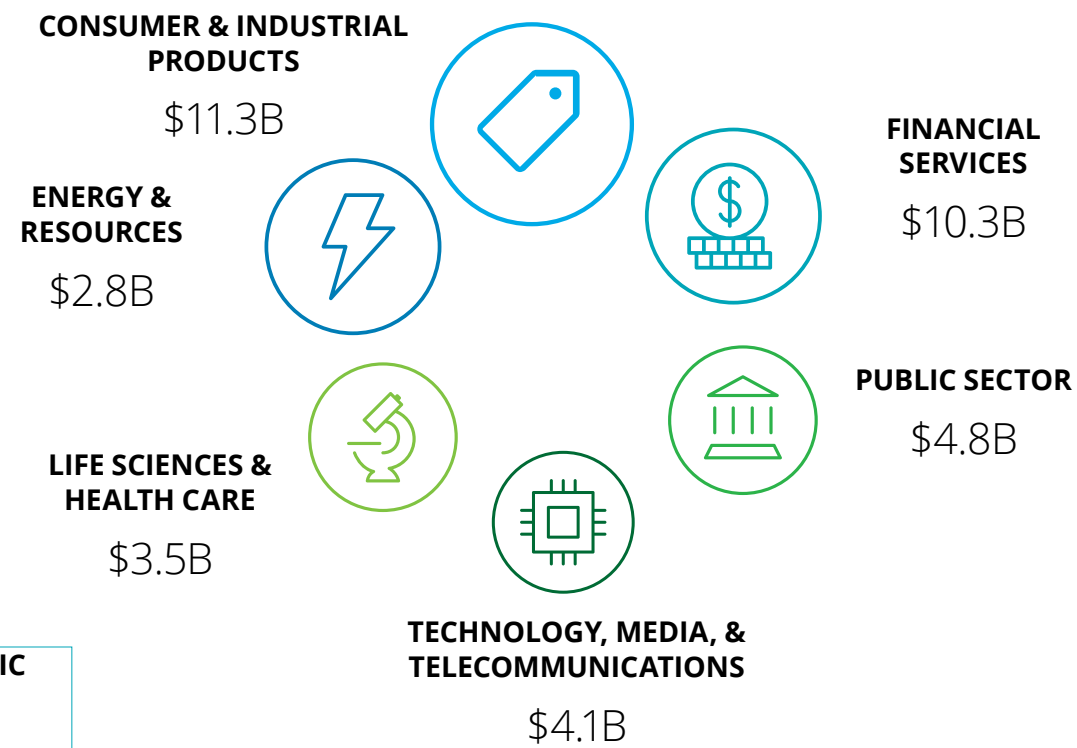 CONSUMER & INDUSTRIAL
PRODUCTS
$11.3B
FINANCIAL
SERVICES
$10.3B
ENERGY &
RESOURCES
$2.8B
PUBLIC SECTOR
$4.8B
LIFE SCIENCES &
HEALTH CARE
$3.5B
TECHNOLOGY, MEDIA, &
TELECOMMUNICATIONS
$4.1B
IC